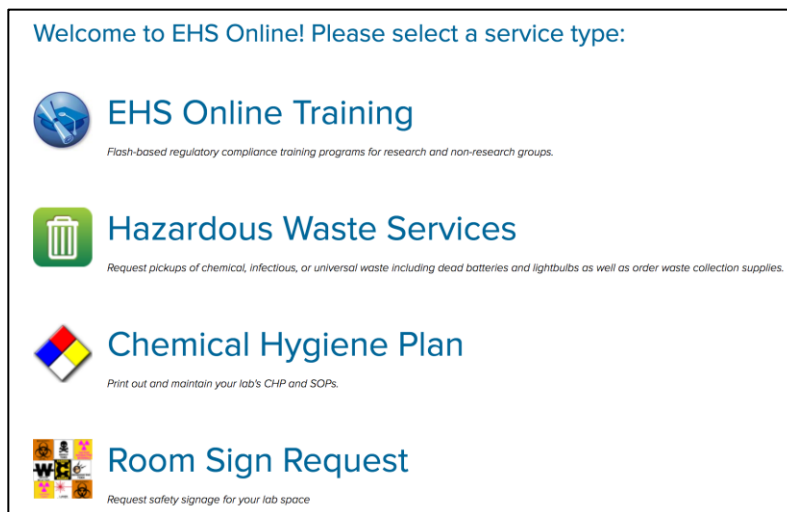 Welcome to EHS Online! Please select a service type:
EHS Online Training
Flash-based regulatory compliance training programs for research and non-research groups.
Hazardous Waste Services
Request pickups of chemical, infectious, or universal waste including dead batteries and lightbulbs as well as order waste collection supplies.
Chemical Hygiene Plan
Print out and maintain your lab's CHP and SOPs.
Room Sign Request
Request safety signage for your lab space